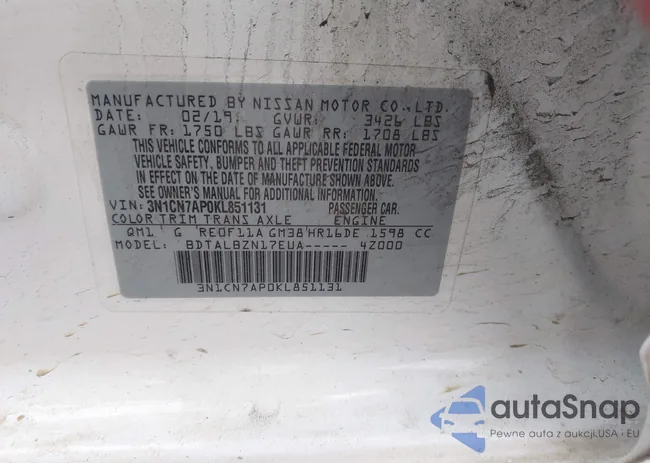 MANUFACTURED BY NISSAN MOTOR CO., LTD.
DATE: 02/19 GVWR: 3426 LBS
GAWR FR: 1750 LBS GAWR RR: 1708 LBS
THIS VEHICLE CONFORMS TO ALL APPLICABLE FEDERAL MOTOR
VEHICLE SAFETY, BUMPER AND THEFT PREVENTION STANDARDS
IN EFFECT ON THE DATE OF MANUFACTURE SHOWN ABOVE.
SEE OWNER'S MANUAL FOR ADDITIONAL INFORMATION
VIN: 3N1CN7AP0KL851131 PASSENGER CAR.
COLOR TRIM TRANS AXLE ENGINE
QM1 G RE0F11A GM38 HR16DE 1598 CC
MODEL: BDTALBZN17EUA----- 4Z000
3N1CN7AP0KL851131
autaSnap
Pewne auta z aukcji.USA i EU